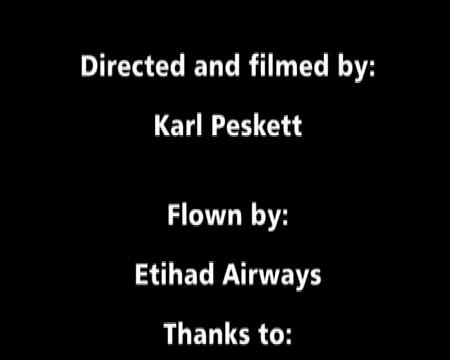 Directed and filmed by:
Karl Peskett
Flown by:
Etihad Airways
Thanks to: